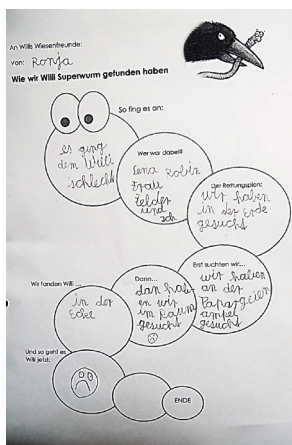 An Willis Wiesenfreunde:
Von: Ronja
Wie wir Willi Superwurm gefunden haben
So fing es an:
es ging
dem Willi
schlecht
Wer war dabei?
Lena Robin
Frau
Felder
und
ich
Der Rettungsplan:
wir haben
in der Erde
gesucht
Erst suchten wir...
wir haben
an der
Papargeien
ampel
gesucht
Dann...
dan hab
en wir
im Raum
gesucht
Wir fanden Willi ...
in der
Ecke
Und so geht es
Willi jetzt:
ENDE